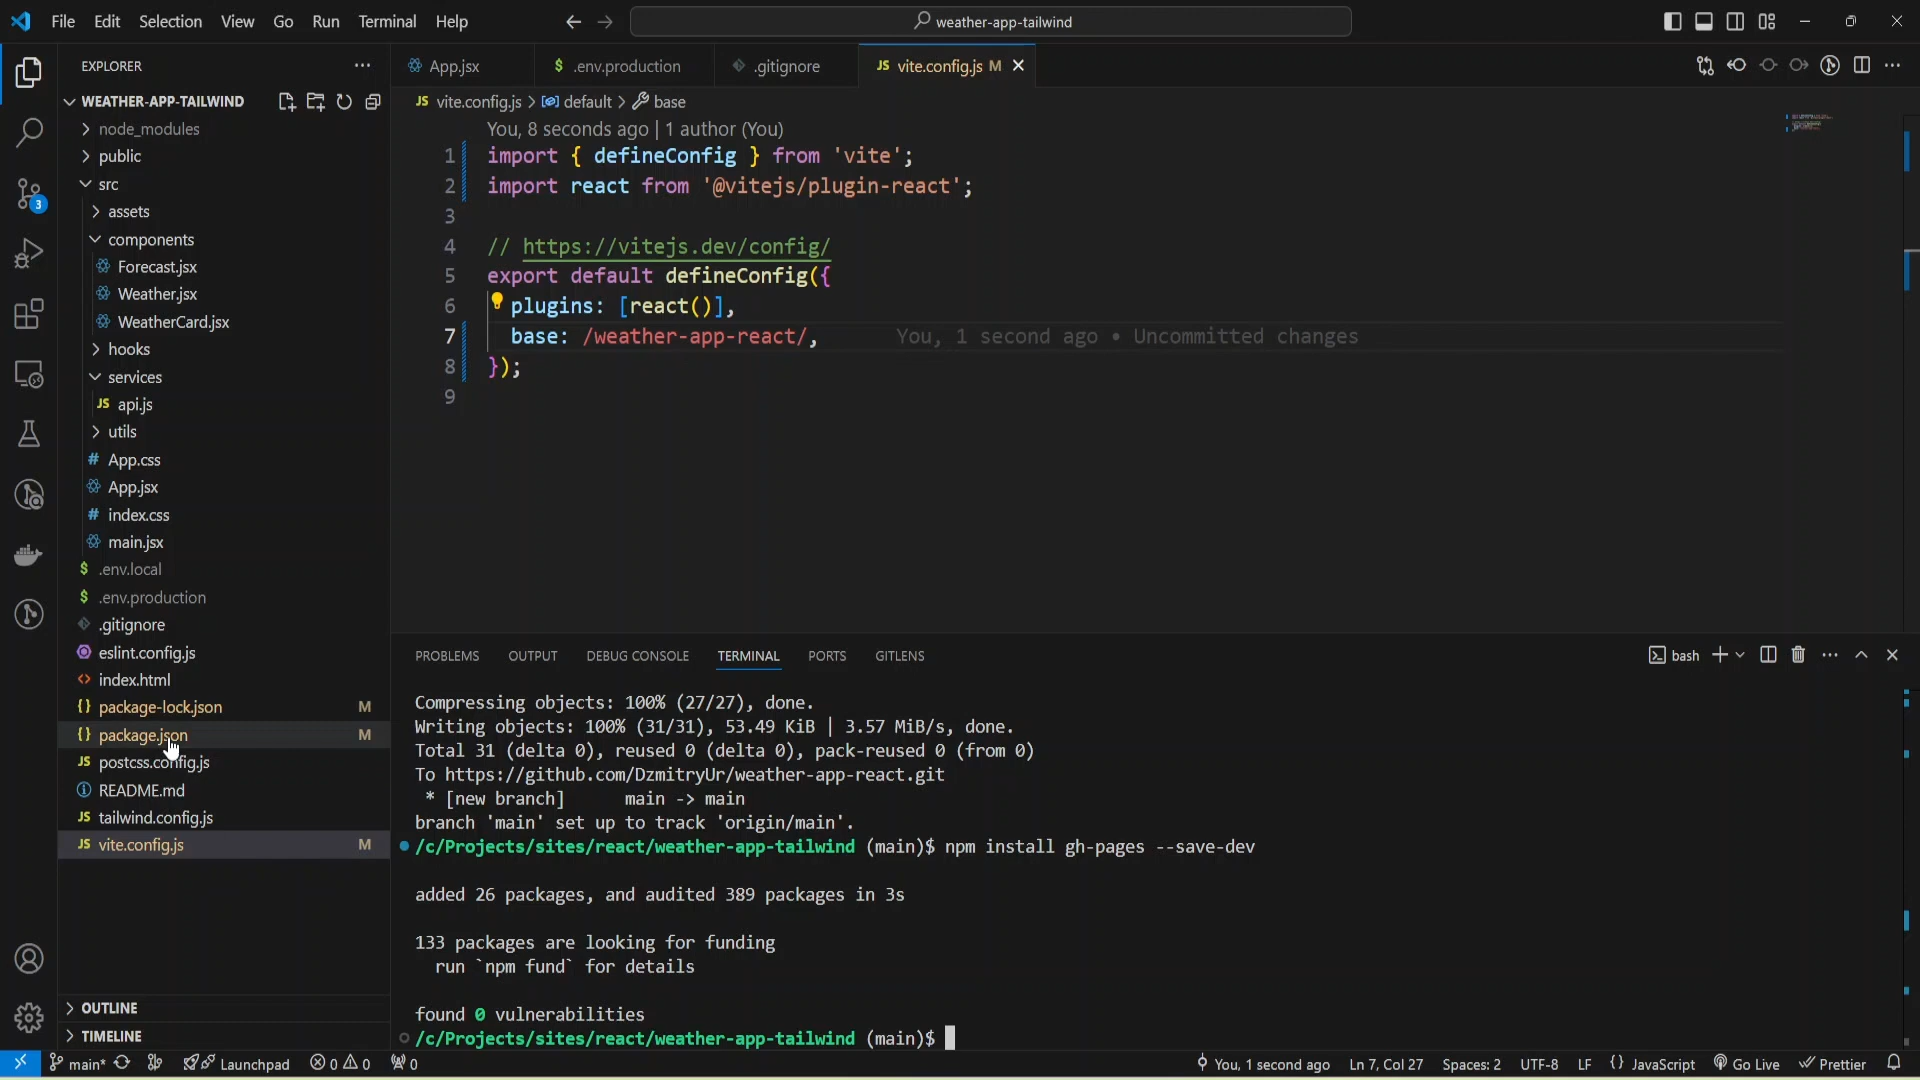 File Edit Selection View Go Run Terminal Help
weather-app-tailwind
EXPLORER
WEATHER-APP-TAILWIND
node_modules
public
src
assets
components
Forecast.jsx
Weather.jsx
WeatherCard.jsx
hooks
services
JS api.js
utils
# App.css
App.jsx
# index.css
main.jsx
$ .env.local
$ .env.production
.gitignore
eslint.config.js
<> index.html
{} package-lock.json M
{} package.json M
JS postcss.config.js
README.md
JS tailwind.config.js
JS vite.config.js M
OUTLINE
TIMELINE
3
App.jsx
$ .env.production
.gitignore
JS vite.config.js M
JS vite.config.js > default > base
You, 8 seconds ago | 1 author (You)
1 import { defineConfig } from 'vite';
2 import react from '@vitejs/plugin-react';
3
4 // https://vitejs.dev/config/
5 export default defineConfig({
6 plugins: [react()],
7 base: /weather-app-react/, You, 1 second ago • Uncommitted changes
8 });
9
PROBLEMS OUTPUT DEBUG CONSOLE TERMINAL PORTS GITLENS
bash
Compressing objects: 100% (27/27), done.
Writing objects: 100% (31/31), 53.49 KiB | 3.57 MiB/s, done.
Total 31 (delta 0), reused 0 (delta 0), pack-reused 0 (from 0)
To https://github.com/DzmitryUr/weather-app-react.git
* [new branch] main -> main
branch 'main' set up to track 'origin/main'.
/c/Projects/sites/react/weather-app-tailwind (main)$ npm install gh-pages --save-dev
added 26 packages, and audited 389 packages in 3s
133 packages are looking for funding
run `npm fund` for details
found 0 vulnerabilities
/c/Projects/sites/react/weather-app-tailwind (main)$
main* Launchpad 0 0 0
You, 1 second ago Ln 7, Col 27 Spaces: 2 UTF-8 LF {} JavaScript Go Live Prettier